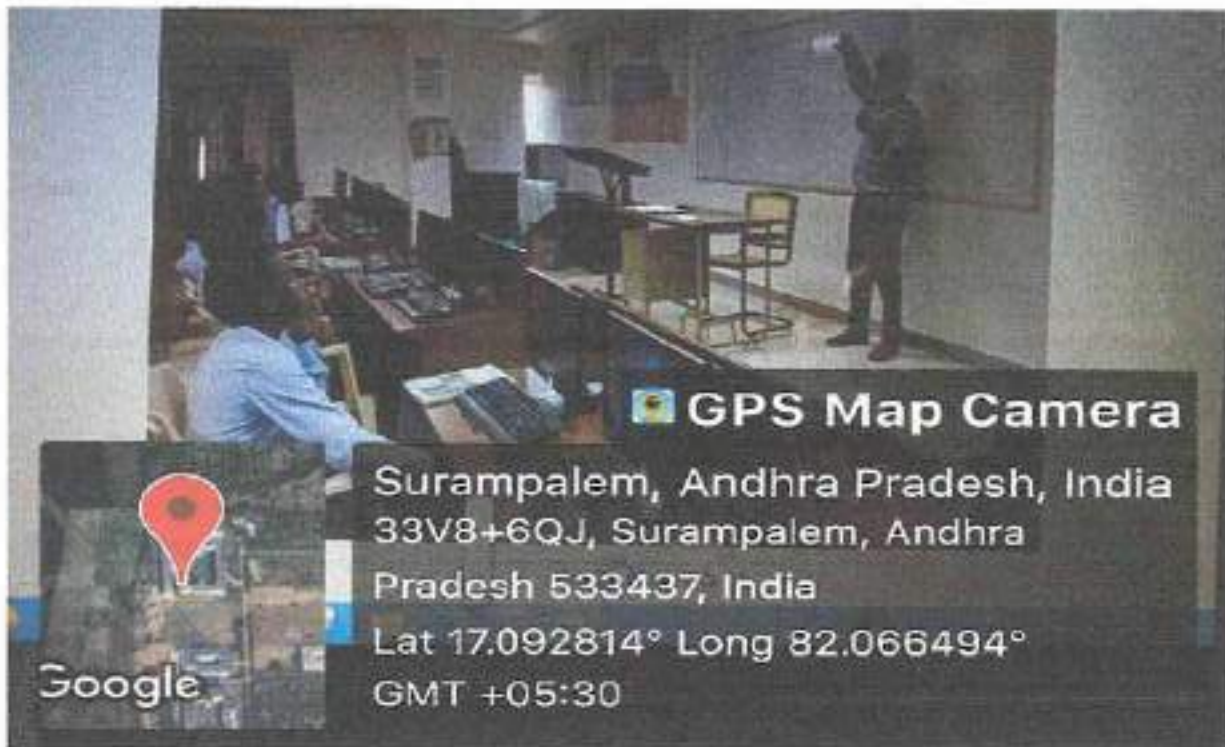 GPS Map Camera
Surampalem, Andhra Pradesh, India
33V8+6QJ, Surampalem, Andhra
Pradesh 533437, India
Lat 17.092814° Long 82.066494°
GMT +05:30
Google